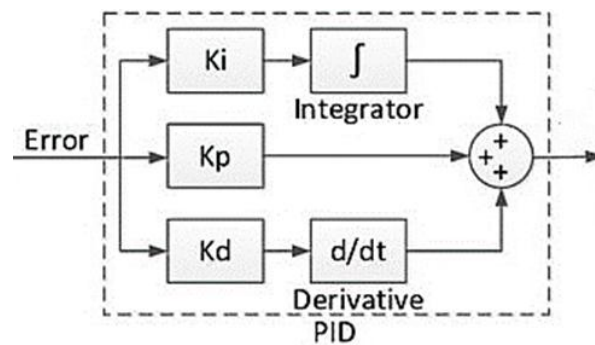 Ki
∫
Integrator
Error
Kp
+
+
+
Kd
d/dt
Derivative
PID